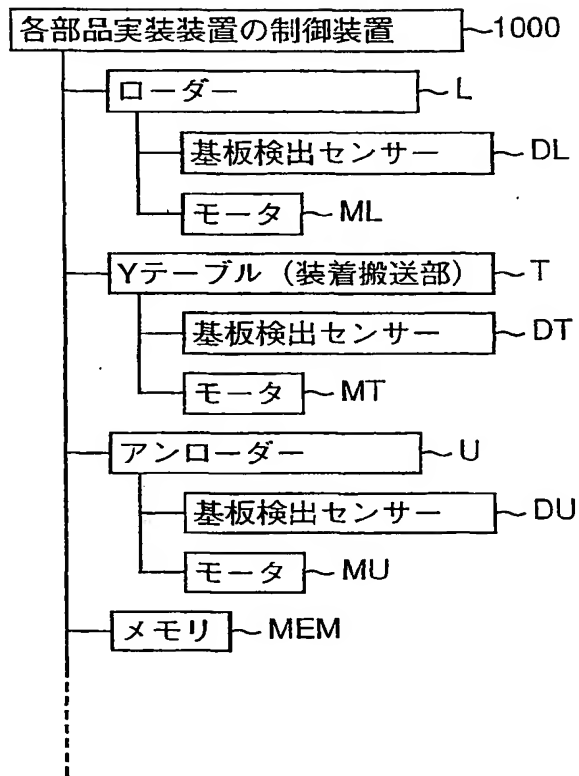 各部品実装装置の制御装置 ~1000
ローダー ~ L
基板検出センサー ~ DL
モータ ~ ML
Yテーブル（装着搬送部） ~ T
基板検出センサー ~ DT
モータ ~ MT
アンローダー ~ U
基板検出センサー ~ DU
モータ ~ MU
メモリ ~ MEM